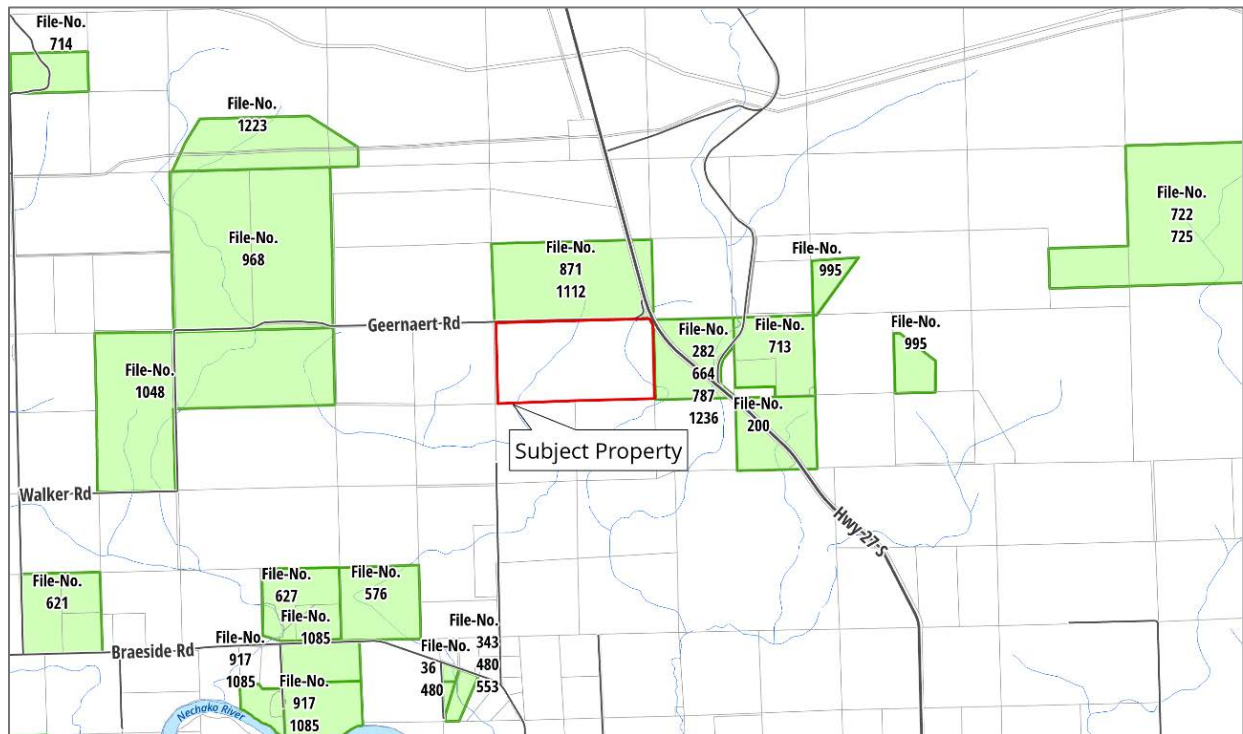 File-No.
714
File-No.
1223
File-No.
968
File-No.
871
1112
File-No.
995
File-No.
722
725
Geernaert Rd
File-No.
282
664
787
1236
File-No.
713
File-No.
995
File-No.
1048
File-No.
200
Subject Property
Walker Rd
Hwy 27 S
File-No.
621
File-No.
627
File-No.
576
File-No.
1085
File-No.
343
480
553
Braeside Rd
File-No.
917
1085
File-No.
36
480
File-No.
917
1085
Nechako River